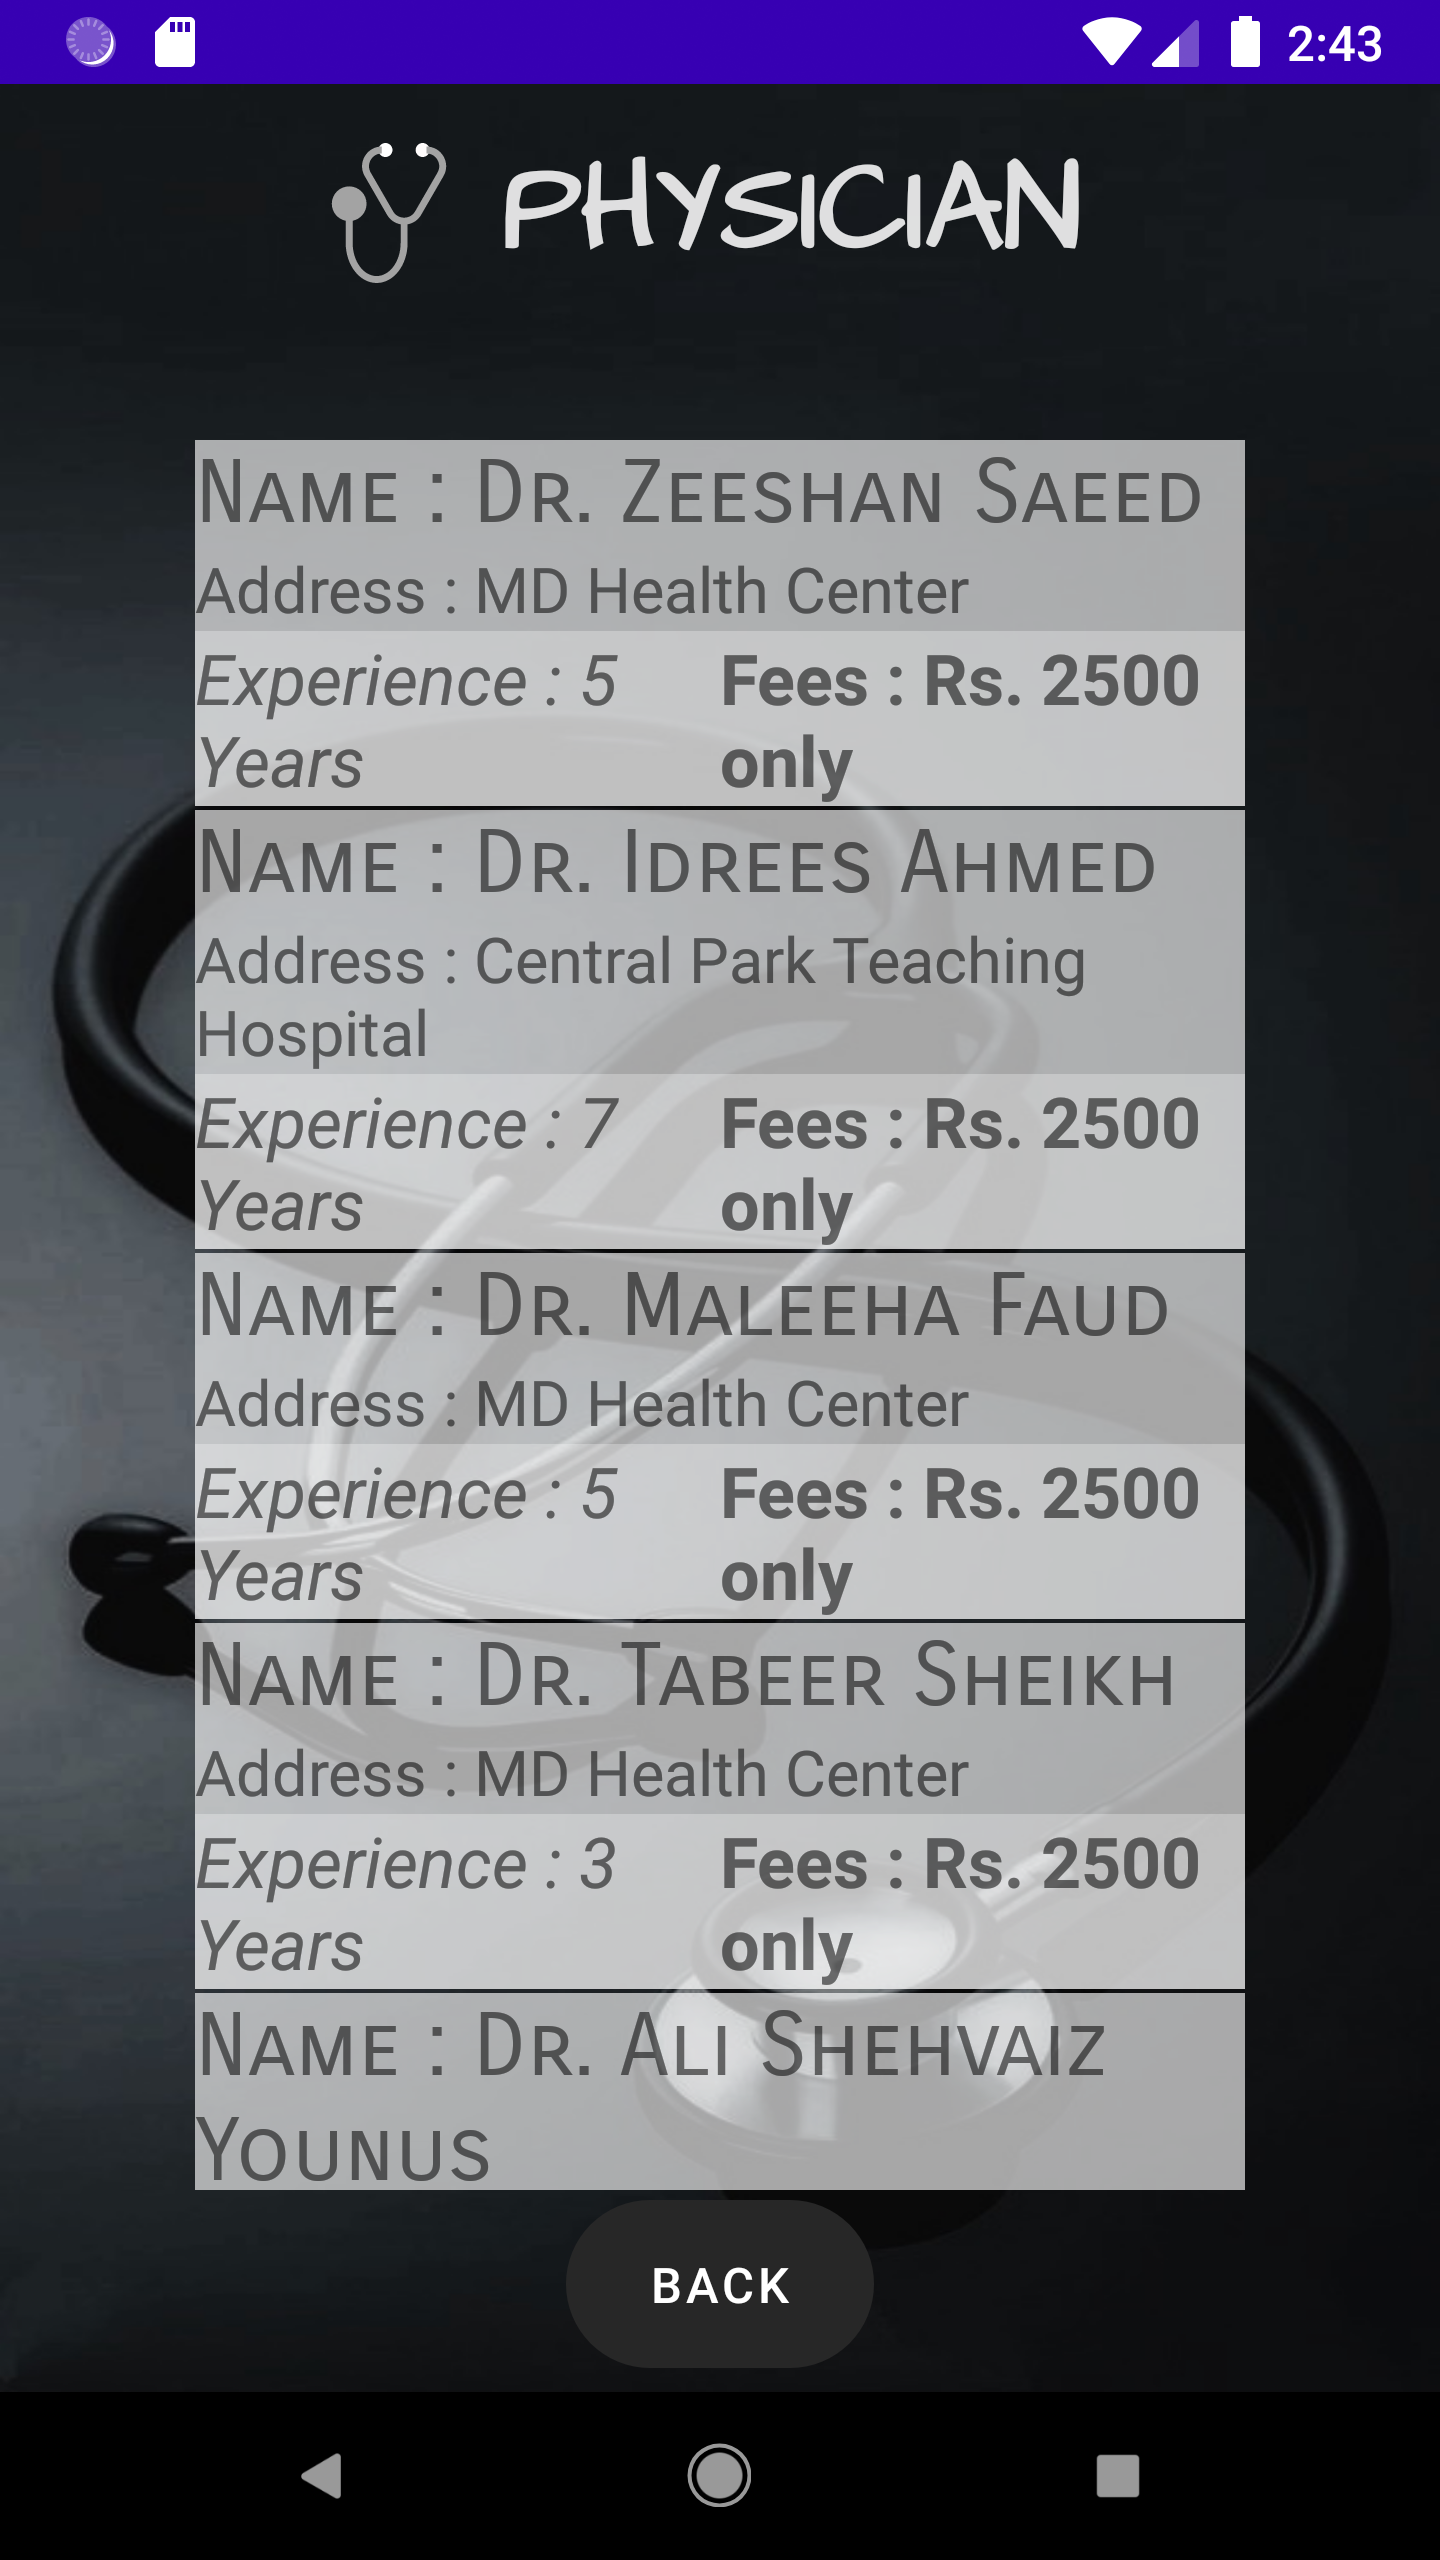 2:43
PHYSICIAN
Name : Dr. Zeeshan Saeed
Address : MD Health Center
Experience : 5 Years
Fees : Rs. 2500 only
Name : Dr. Idrees Ahmed
Address : Central Park Teaching
Hospital
Experience : 7 Years
Fees : Rs. 2500 only
Name : Dr. Maleeha Faud
Address : MD Health Center
Experience : 5 Years
Fees : Rs. 2500 only
Name : Dr. Tabeer Sheikh
Address : MD Health Center
Experience : 3 Years
Fees : Rs. 2500 only
Name : Dr. Ali Shehvaiz
Younus
BACK